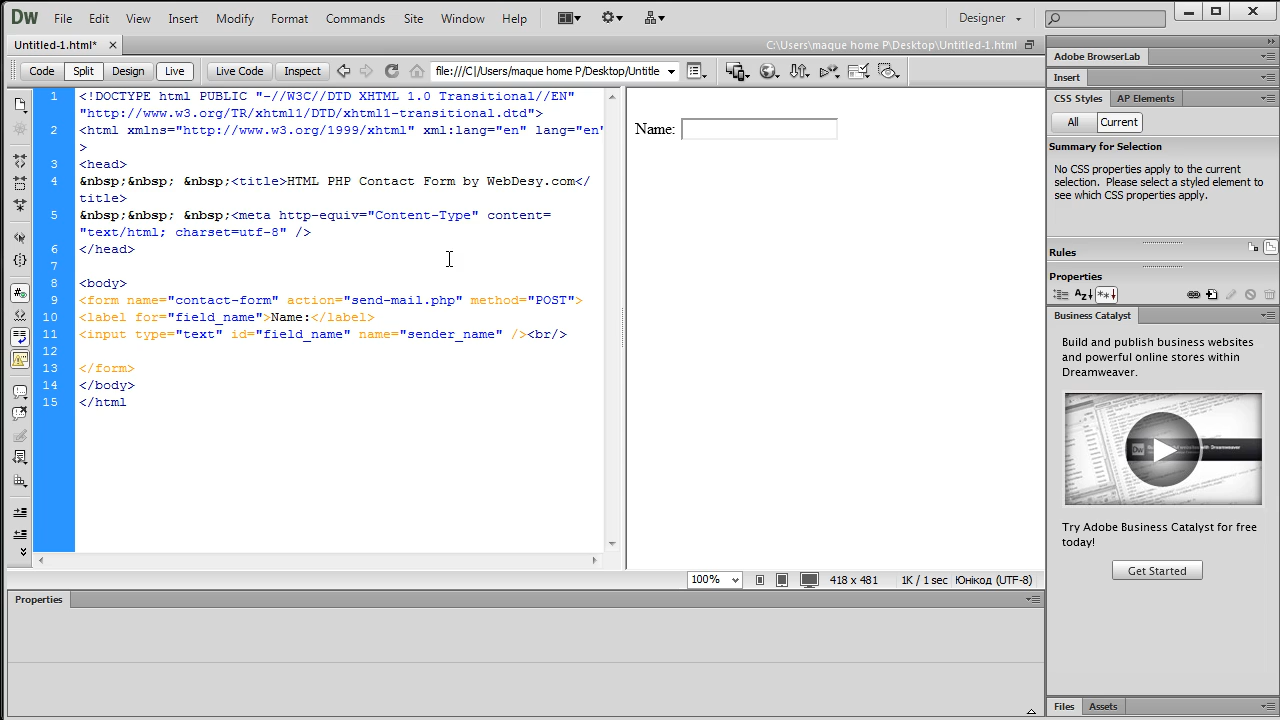 Dw File Edit View Insert Modify Format Commands Site Window Help Designer
Untitled-1.html* C:\Users\maque home P\Desktop\Untitled-1.html
Code Split Design Live Live Code Inspect file:///C|/Users/maque home P/Desktop/Untitle
1 <!DOCTYPE html PUBLIC "-//W3C//DTD XHTML 1.0 Transitional//EN"
"http://www.w3.org/TR/xhtml1/DTD/xhtml1-transitional.dtd">
2 <html xmlns="http://www.w3.org/1999/xhtml" xml:lang="en" lang="en"
>
3 <head>
4 &nbsp;&nbsp; &nbsp;<title>HTML PHP Contact Form by WebDesy.com</
title>
5 &nbsp;&nbsp; &nbsp;<meta http-equiv="Content-Type" content=
"text/html; charset=utf-8" />
6 </head>
7
8 <body>
9 <form name="contact-form" action="send-mail.php" method="POST">
10 <label for="field_name">Name:</label>
11 <input type="text" id="field_name" name="sender_name" /><br/>
12
13 </form>
14 </body>
15 </html
Name:
100% 418 x 481 1K / 1 sec Юнікод (UTF-8)
Properties
Adobe BrowserLab
Insert
CSS Styles AP Elements
All Current
Summary for Selection
No CSS properties apply to the current
selection. Please select a styled element to
see which CSS properties apply.
Rules
Properties
Az↓ **↓
Business Catalyst
Build and publish business websites
and powerful online stores within
Dreamweaver.
Try Adobe Business Catalyst for free
today!
Get Started
Files Assets